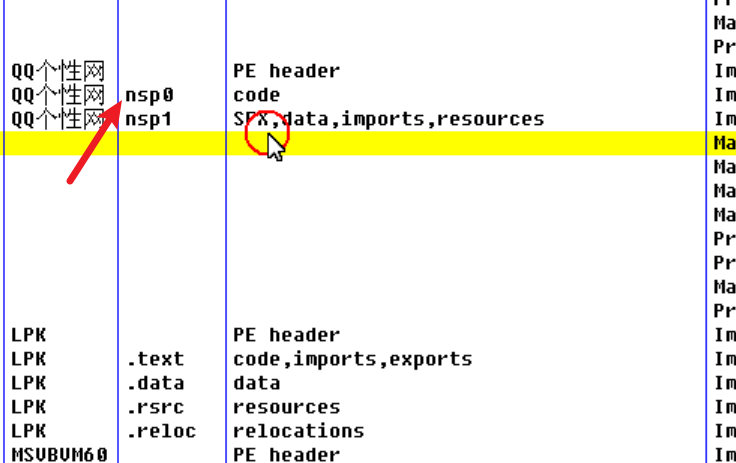 Ma
Pr
QQ个性网 PE header Im
QQ个性网 nsp0 code Im
QQ个性网 nsp1 SFX,data,imports,resources Im
Ma
Ma
Ma
Ma
Pr
Pr
Ma
Pr
LPK PE header Im
LPK .text code,imports,exports Im
LPK .data data Im
LPK .rsrc resources Im
LPK .reloc relocations Im
MSVBVM60 PE header Im